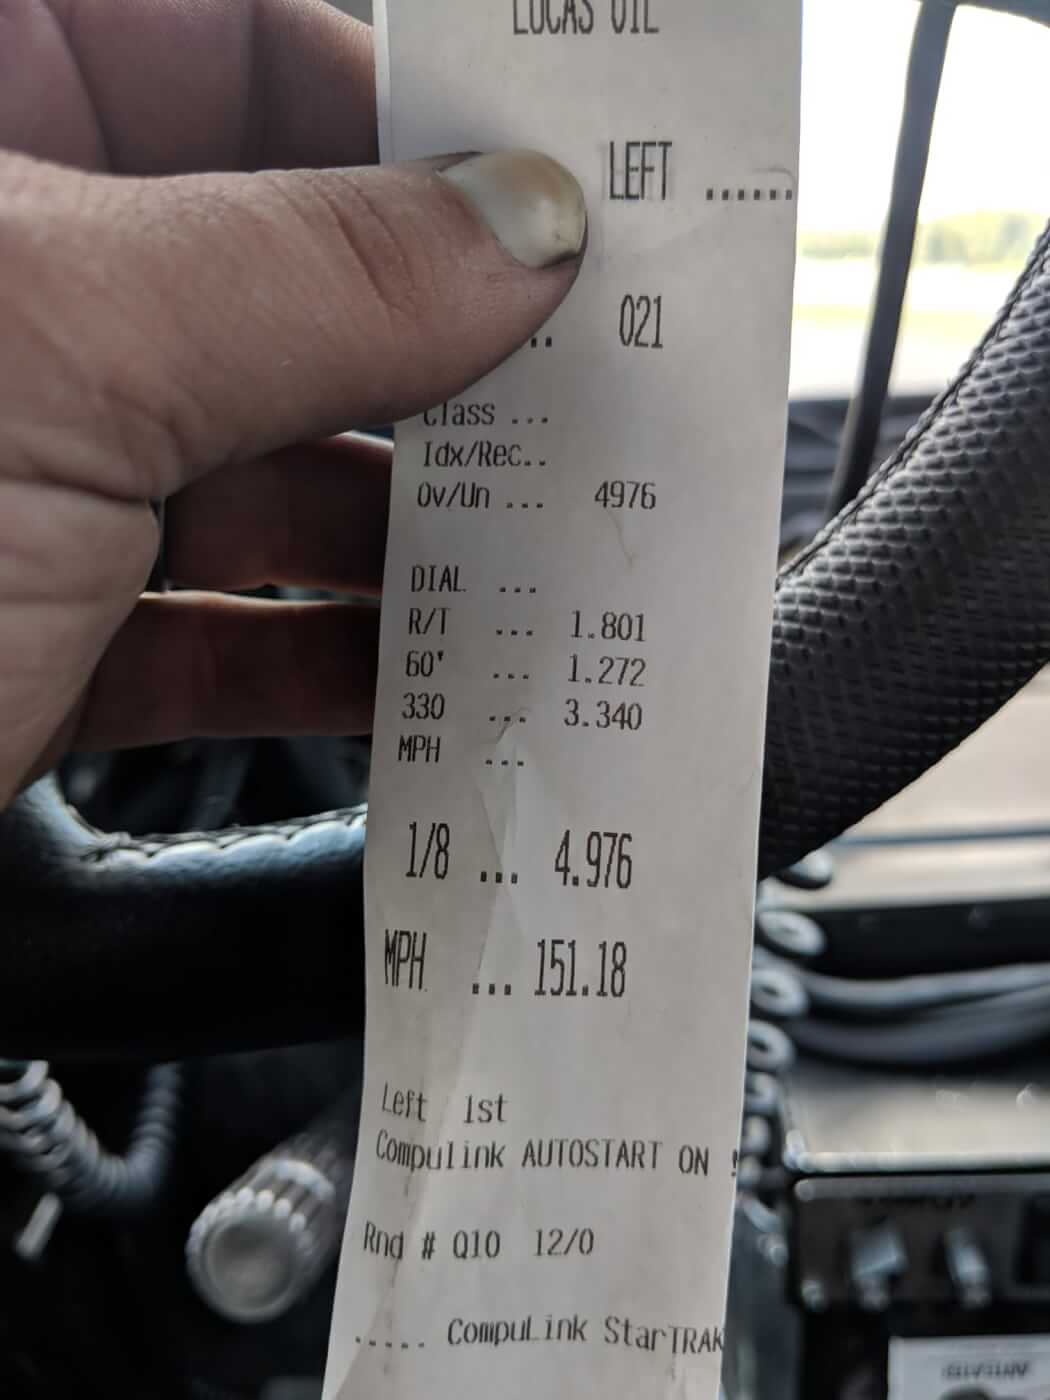 LUCAS OIL
LEFT ......
.. 021
Class ...
Idx/Rec..
Ov/Un ... 4976
DIAL ...
R/T ... 1.801
60' ... 1.272
330 ... 3.340
MPH ...
1/8 ... 4.976
MPH ... 151.18
Left 1st
Compulink AUTOSTART ON !
Rnd # Q10 12/0
..... CompuLink StarTRAK